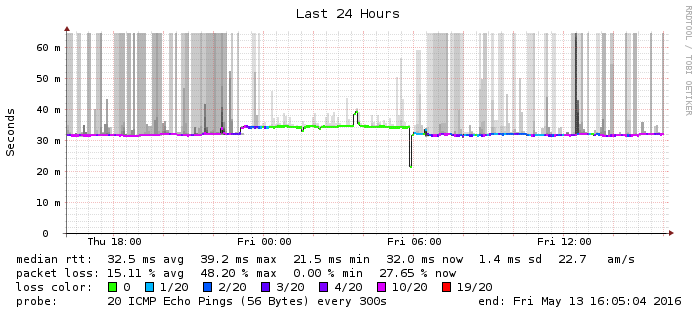 Last 24 Hours
RRDTOOL / TOBI OETIKER
Seconds
60 m
50 m
40 m
30 m
20 m
10 m
0
Thu 18:00 Fri 00:00 Fri 06:00 Fri 12:00
median rtt: 32.5 ms avg 39.2 ms max 21.5 ms min 32.0 ms now 1.4 ms sd 22.7 am/s
packet loss: 15.11 % avg 48.20 % max 0.00 % min 27.65 % now
loss color: 0 1/20 2/20 3/20 4/20 10/20 19/20
probe: 20 ICMP Echo Pings (56 Bytes) every 300s end: Fri May 13 16:05:04 2016